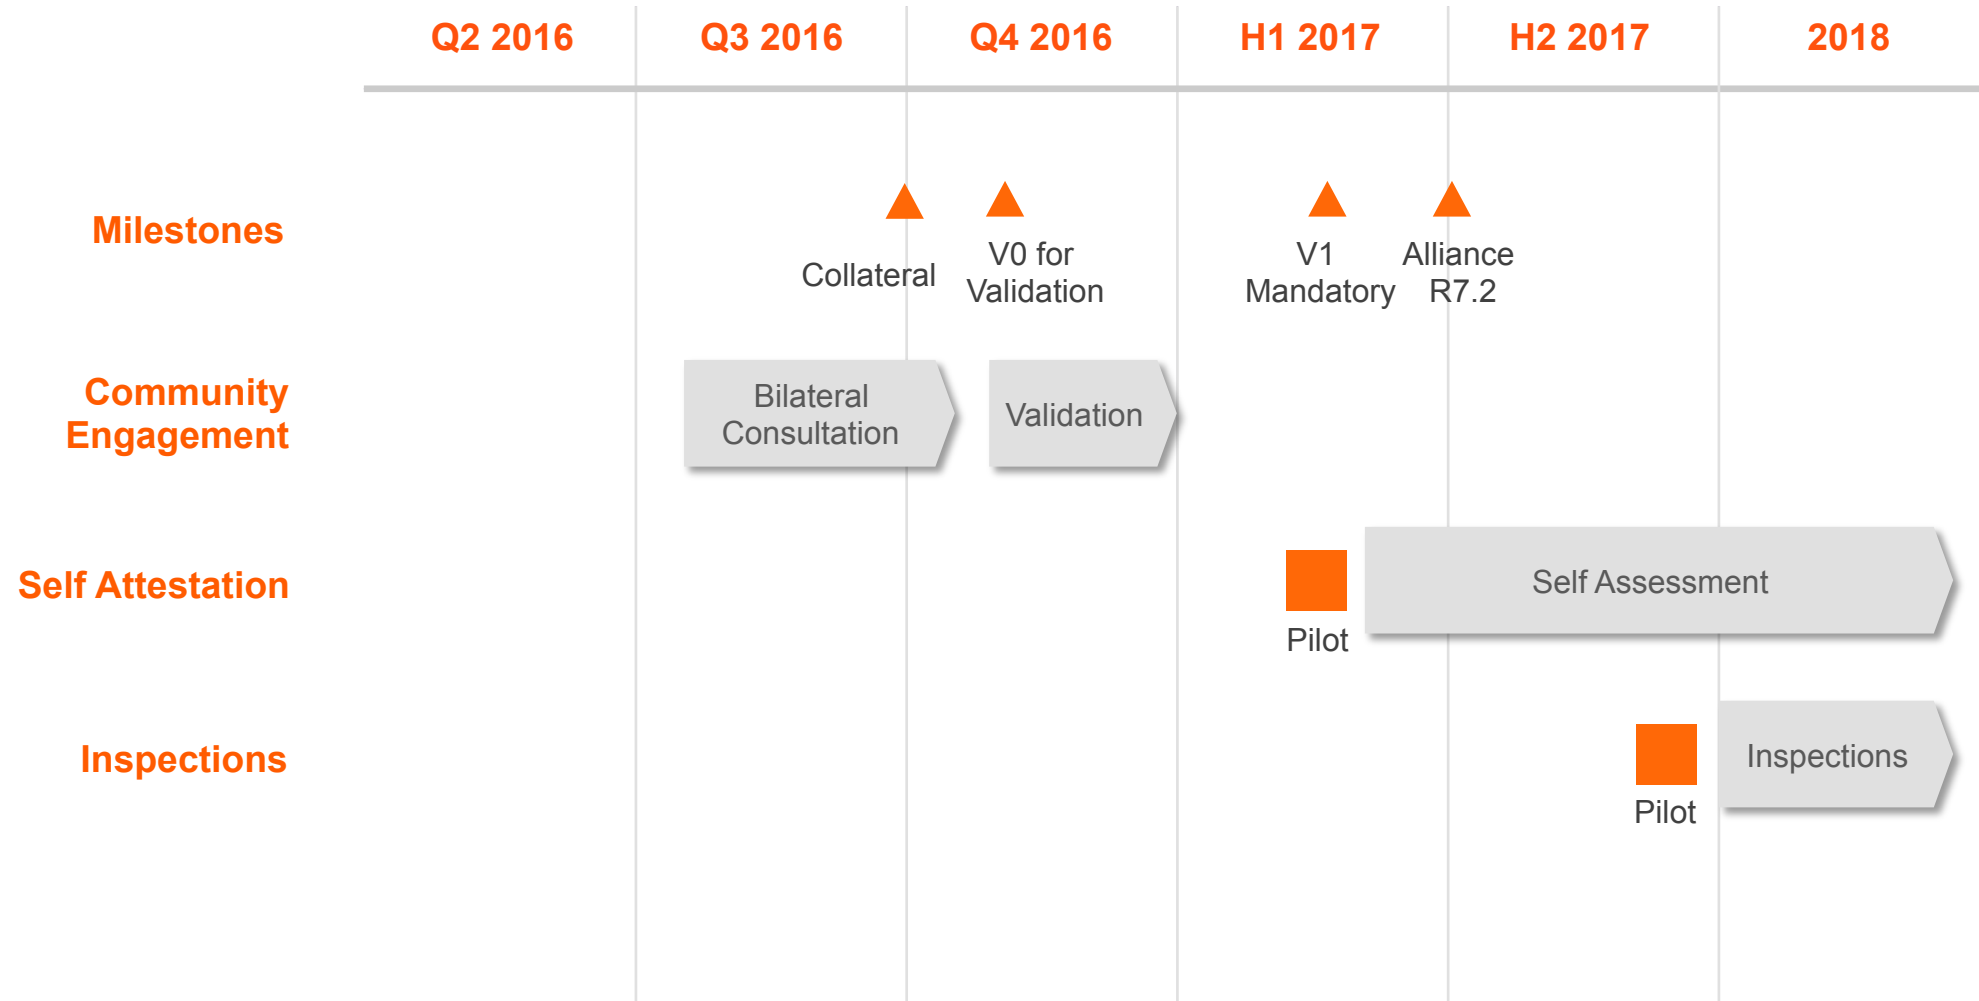 Q2 2016
Q3 2016
Q4 2016
H1 2017
H2 2017
2018
Milestones
Collateral
V0 for
Validation
V1
Mandatory
Alliance
R7.2
Community
Engagement
Bilateral
Consultation
Validation
Self Attestation
Pilot
Self Assessment
Inspections
Pilot
Inspections